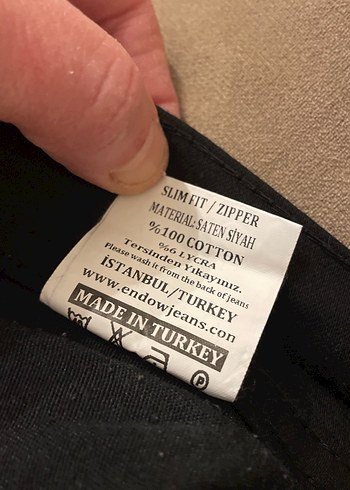 SLIM FIT / ZIPPER
MATERIAL: SATEN SİYAH
%100 COTTON
%6 LYCRA
Tersinden Yıkayınız.
Please wash it from the back of jeans
İSTANBUL/TURKEY
www.endowjeans.con
MADE IN TURKEY
P